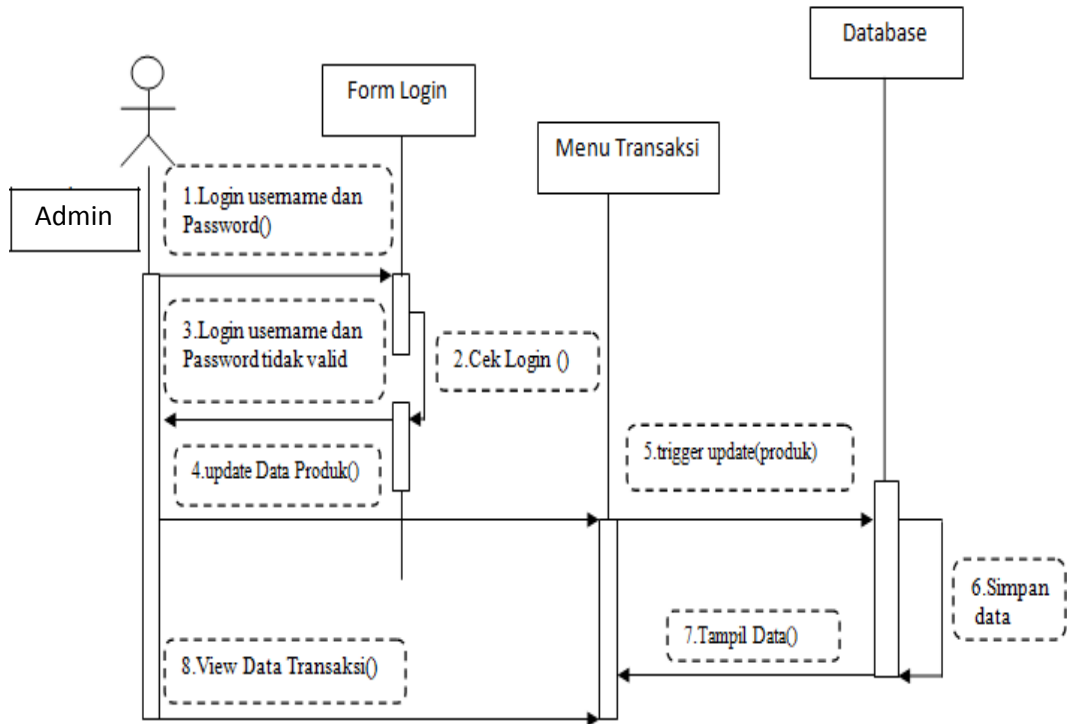 Database
Form Login
Menu Transaksi
Admin
1.Login username dan
Password()
3.Login username dan
Password tidak valid
2.Cek Login ()
4.update Data Produk()
5.trigger update(produk)
6.Simpan
data
7.Tampil Data()
8.View Data Transaksi()